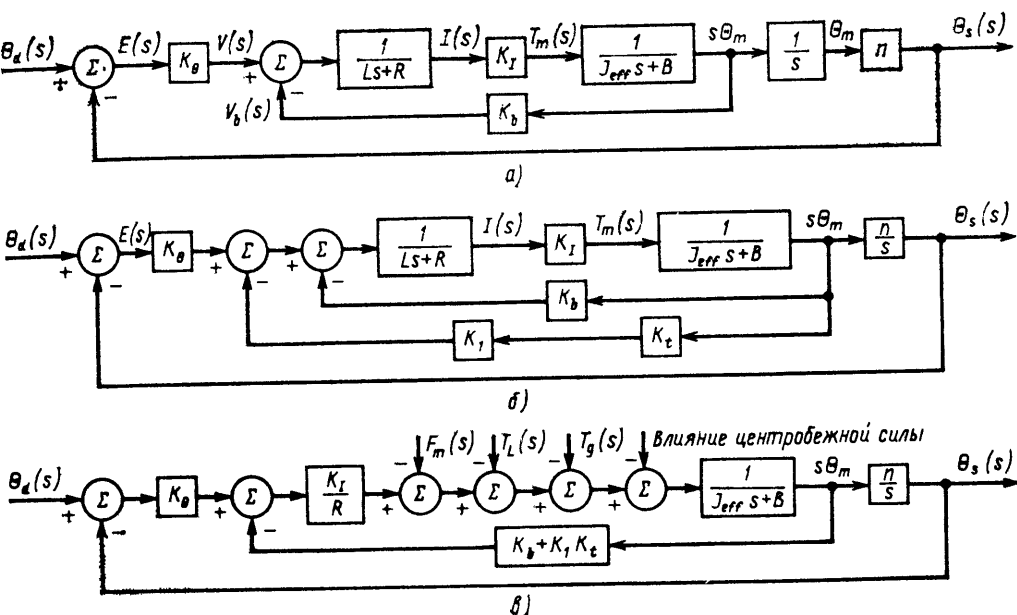 Θd(s) E(s) Kθ V(s) Σ 1/(Ls+R) I(s) KI Tm(s) 1/(Jeff s+B) sΘm 1/s Θm n Θs(s)
Σ + − + −
Vb(s) Kb
а)
Θd(s) Σ E(s) Kθ Σ Σ 1/(Ls+R) I(s) KI Tm(s) 1/(Jeff s+B) sΘm n/s Θs(s)
+ − + − + −
Kb
K1 Kt
б)
− Fm(s) − TL(s) − Tg(s) − Влияние центробежной силы
Θd(s) Σ Kθ Σ KI/R Σ Σ Σ Σ 1/(Jeff s+B) sΘm n/s Θs(s)
+ − + − + + + +
Kb+K1Kt
в)